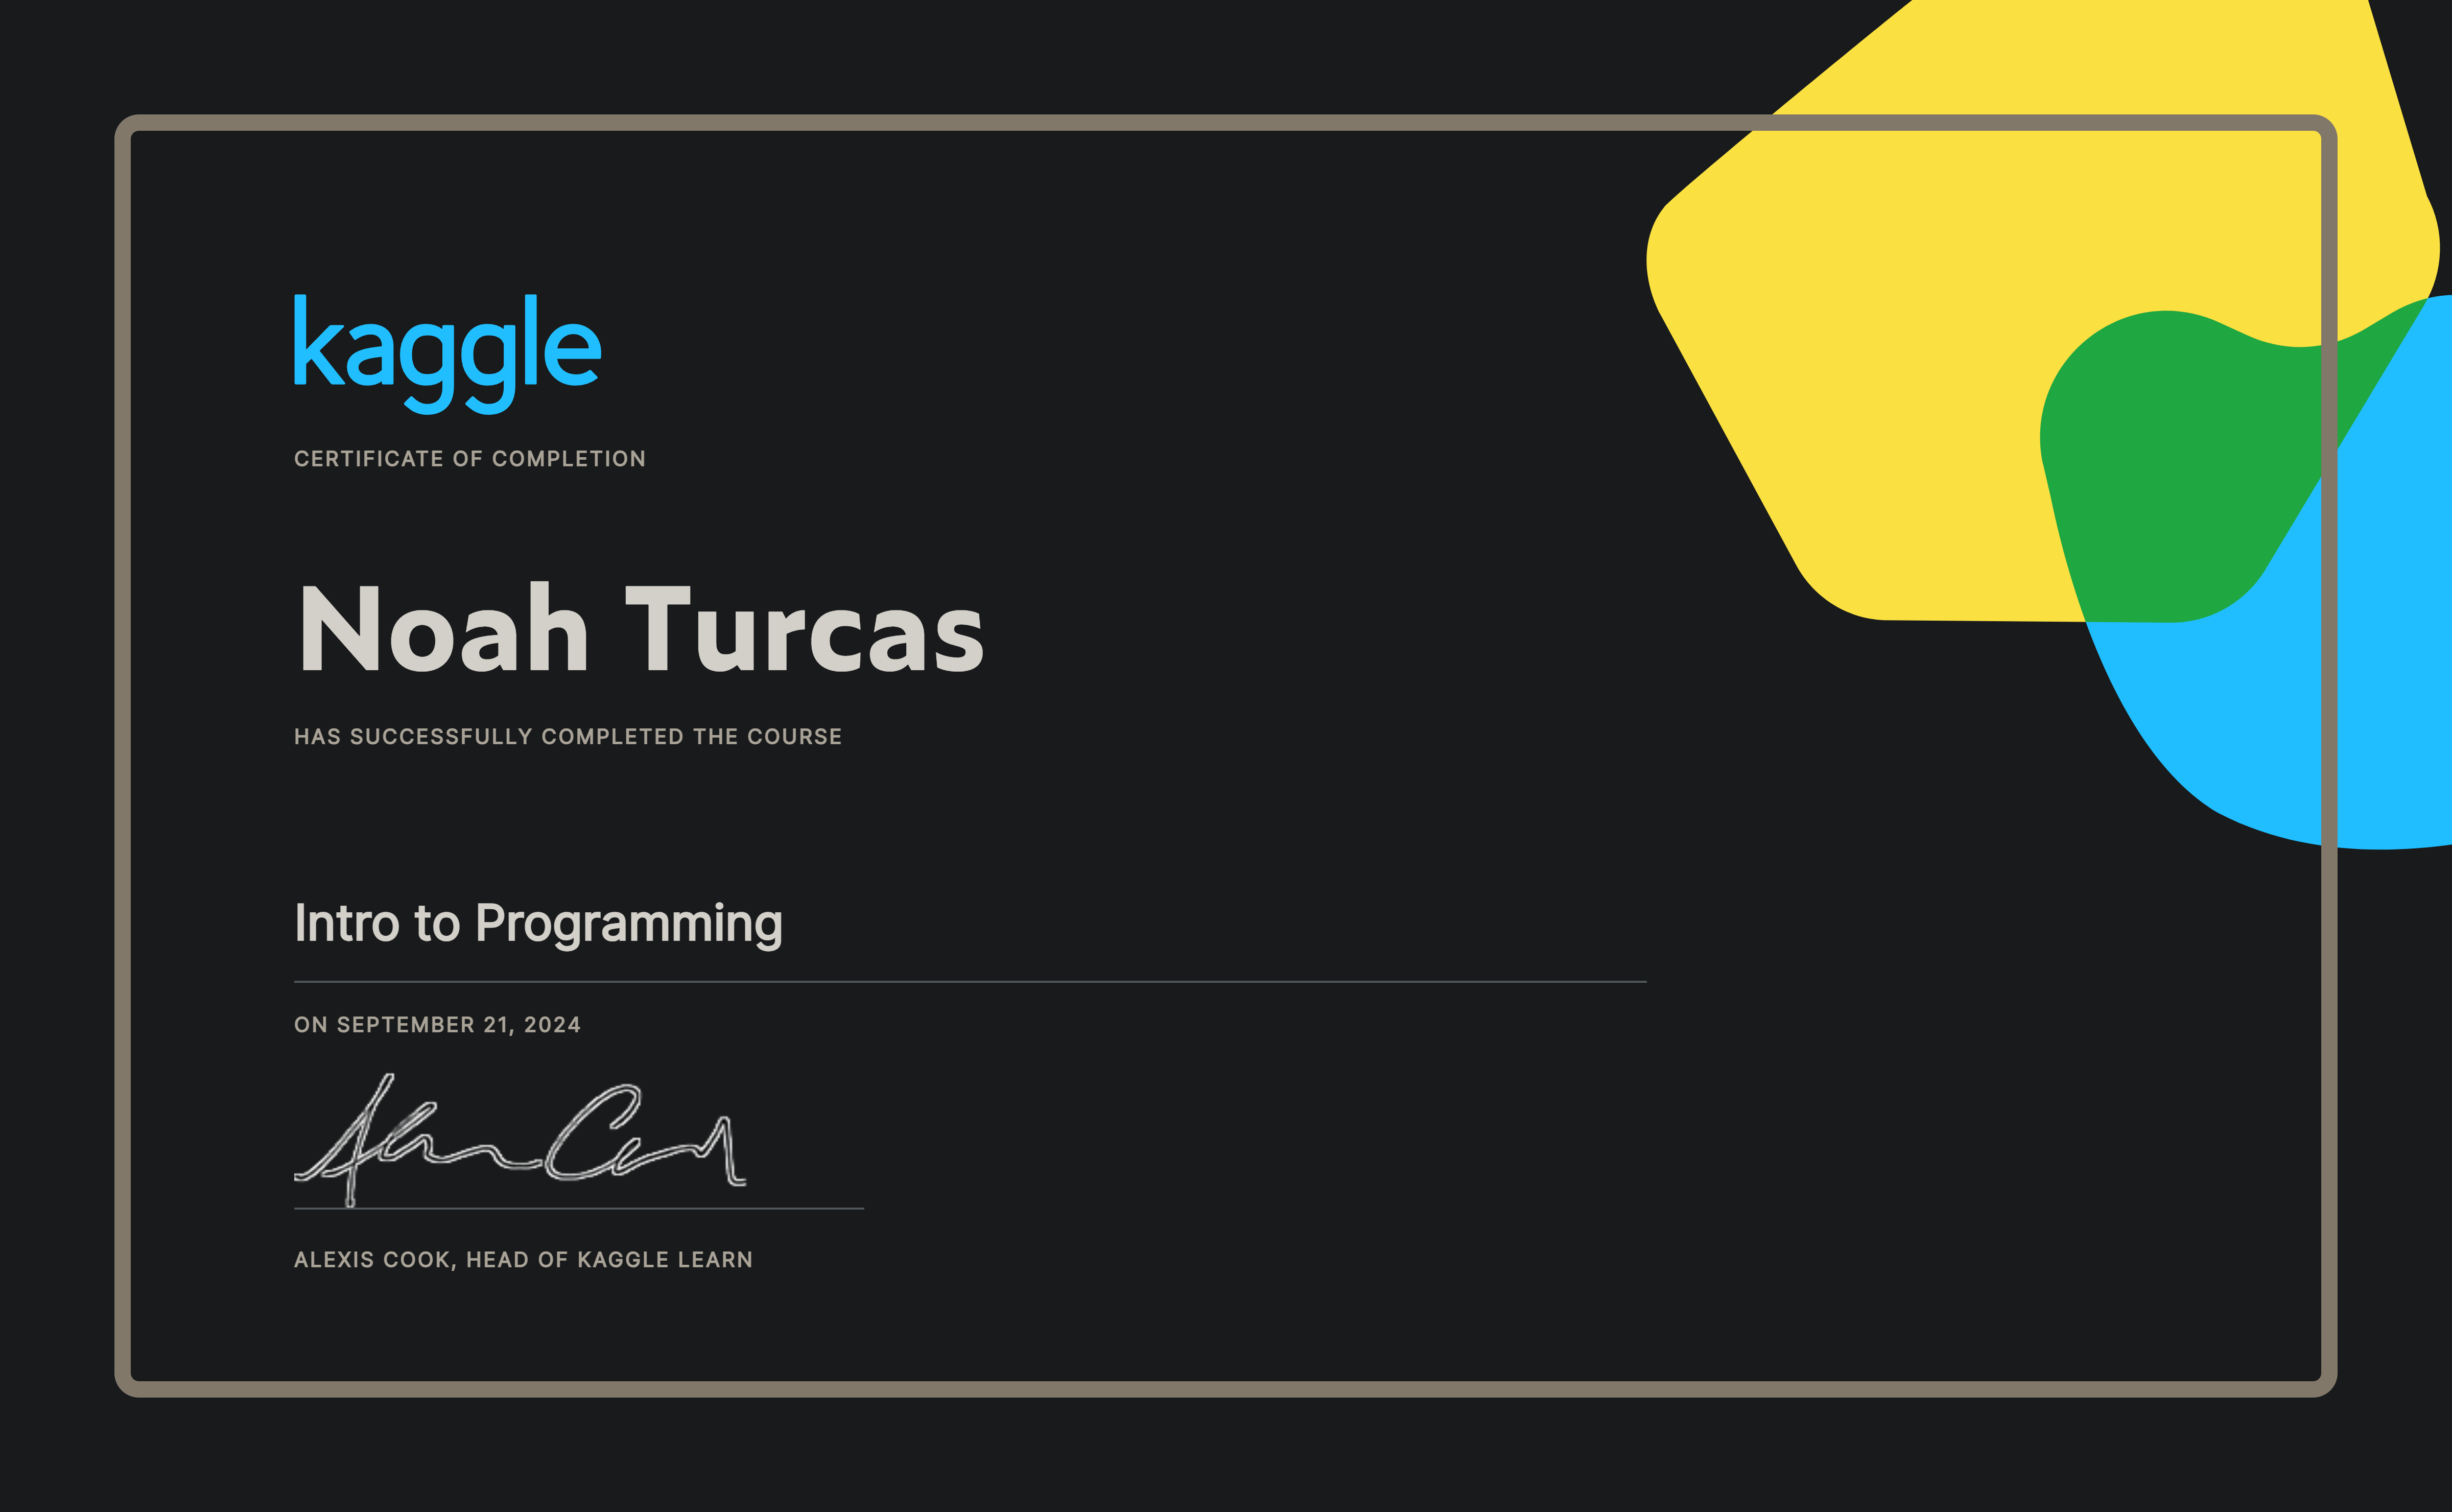 kaggle
CERTIFICATE OF COMPLETION
Noah Turcas
HAS SUCCESSFULLY COMPLETED THE COURSE
Intro to Programming
ON SEPTEMBER 21, 2024
ALEXIS COOK, HEAD OF KAGGLE LEARN